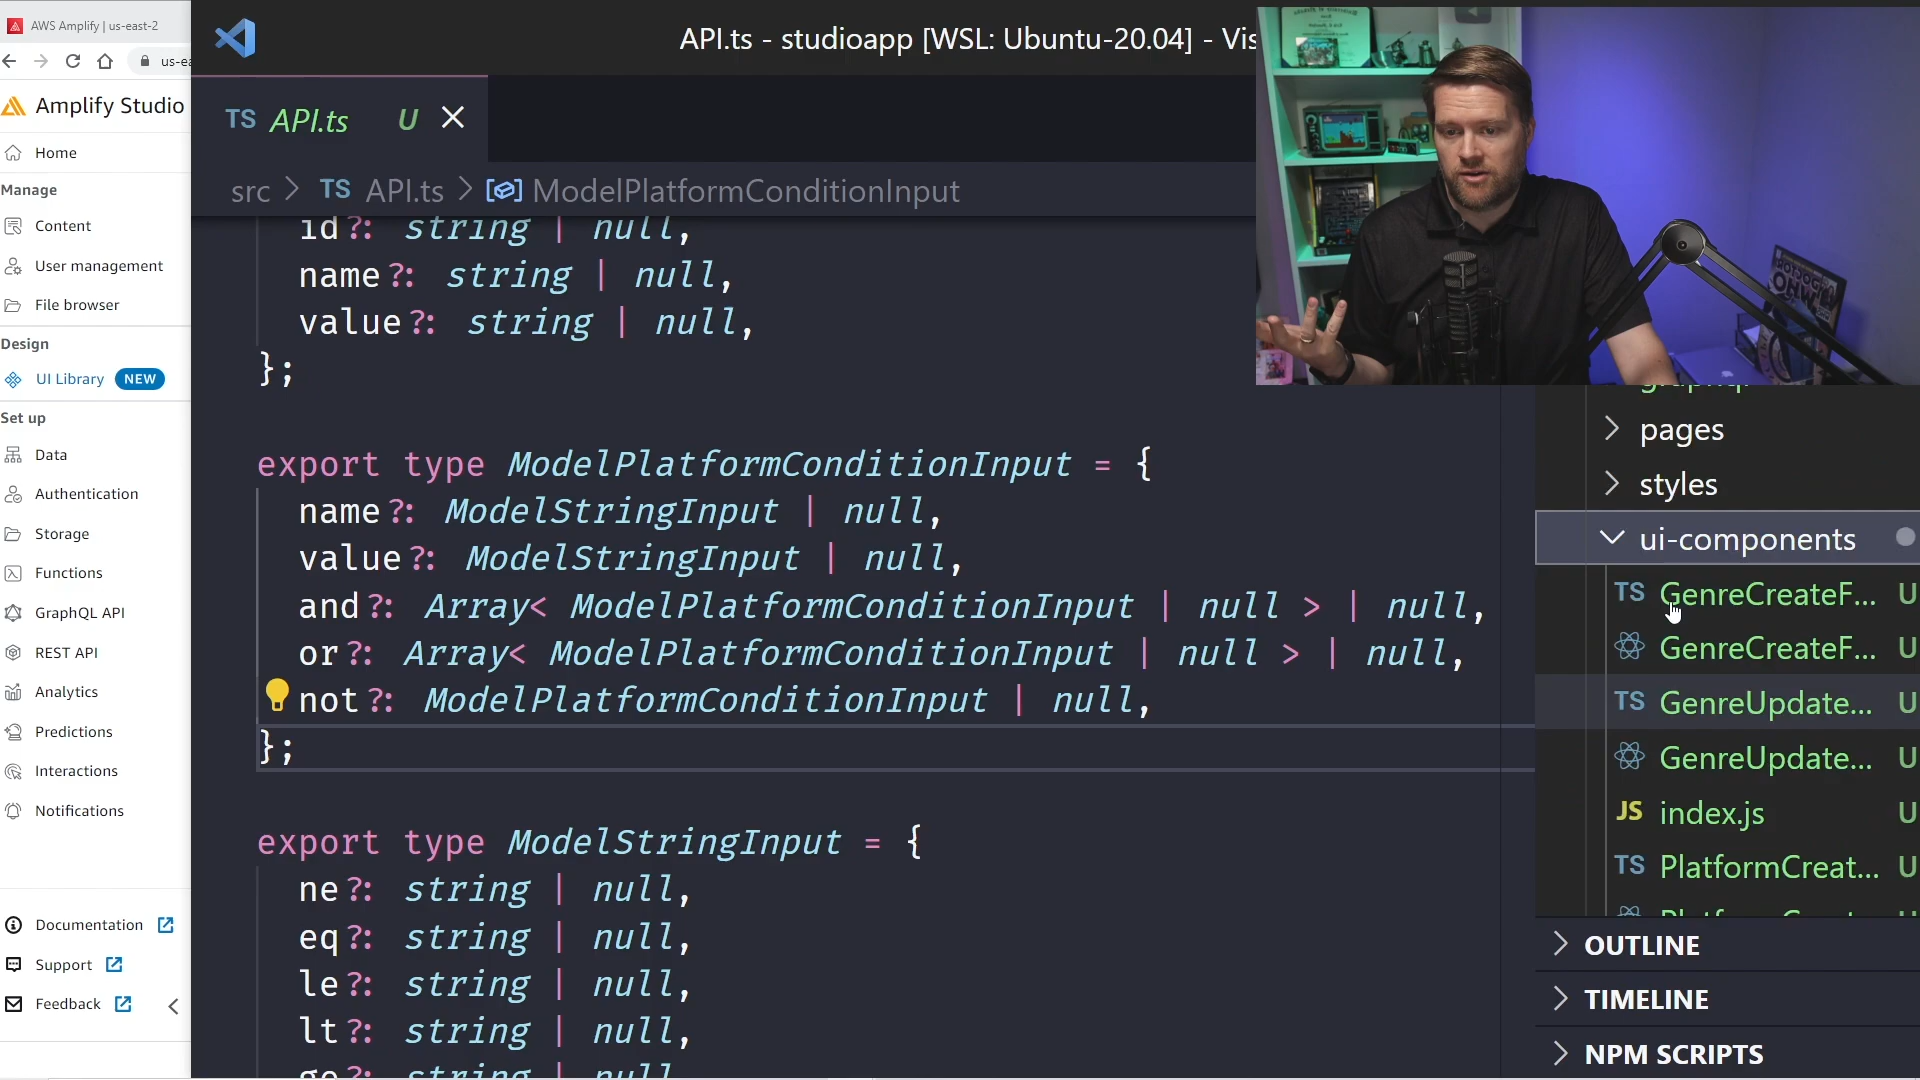 AWS Amplify | us-east-2
us-ea
Amplify Studio
Home
Manage
Content
User management
File browser
Design
UI Library NEW
Set up
Data
Authentication
Storage
Functions
GraphQL API
REST API
Analytics
Predictions
Interactions
Notifications
Documentation
Support
Feedback
API.ts - studioapp [WSL: Ubuntu-20.04] - Vis
TS API.ts U
src > TS API.ts > ModelPlatformConditionInput
id?: string | null,
name?: string | null,
value?: string | null,
};
export type ModelPlatformConditionInput = {
name?: ModelStringInput | null,
value?: ModelStringInput | null,
and?: Array< ModelPlatformConditionInput | null > | null,
or?: Array< ModelPlatformConditionInput | null > | null,
not?: ModelPlatformConditionInput | null,
};
export type ModelStringInput = {
ne?: string | null,
eq?: string | null,
le?: string | null,
lt?: string | null,
ge?: string | null
DOCTOR
WHO
pages
styles
ui-components
TS GenreCreateF... U
GenreCreateF... U
TS GenreUpdate... U
GenreUpdate... U
JS index.js U
TS PlatformCreat... U
OUTLINE
TIMELINE
NPM SCRIPTS